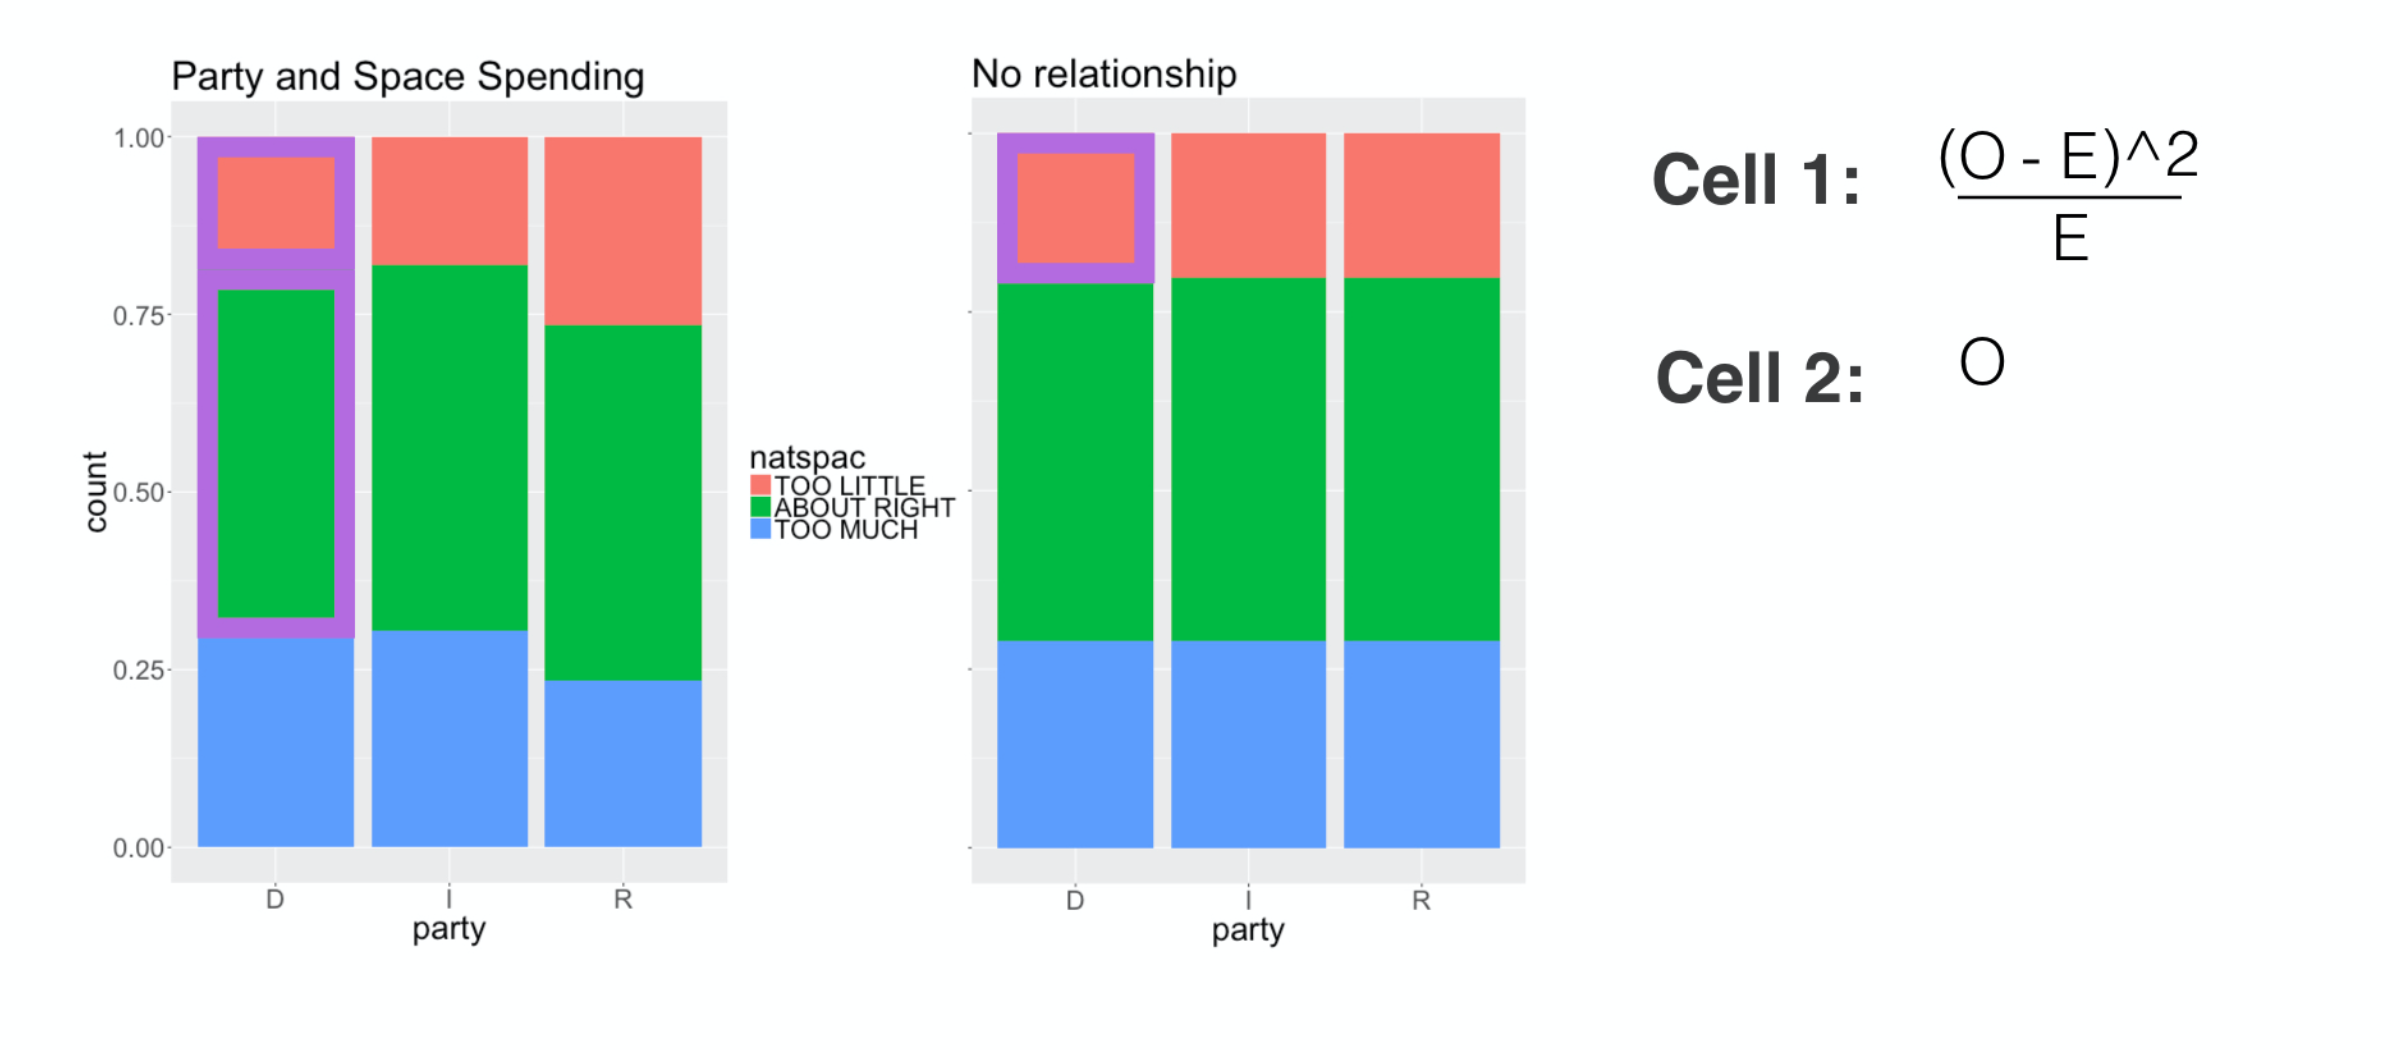 Party and Space Spending
1.00
0.75
0.50
0.25
0.00
count
D I R
party
natspac
TOO LITTLE
ABOUT RIGHT
TOO MUCH
No relationship
D I R
party
Cell 1:
(O - E)^2
E
Cell 2:
O